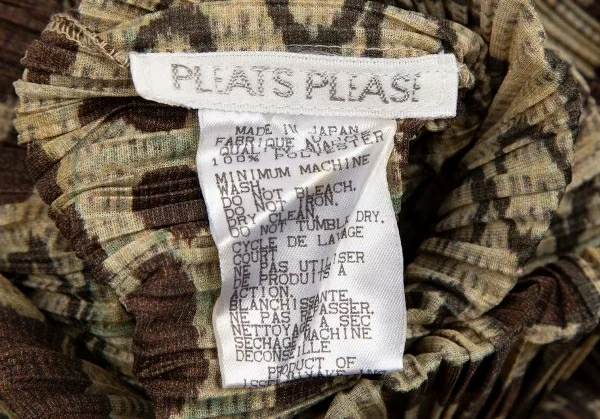 PLEATS PLEASE
MADE IN JAPAN
FABRIQUE AU
100% POLYESTER
MINIMUM MACHINE
WASH.
DO NOT BLEACH.
DO NOT IRON.
DRY CLEAN.
DO NOT TUMBLE DRY.
CYCLE DE LAVAGE
COURT
NE PAS UTILISER
DE PRODUITS A
ACTION
BLANCHISSANTE.
NE PAS REPASSER.
NETTOYAGE A SEC
SECHAGE MACHINE
DECONSEILLE
PRODUCT OF